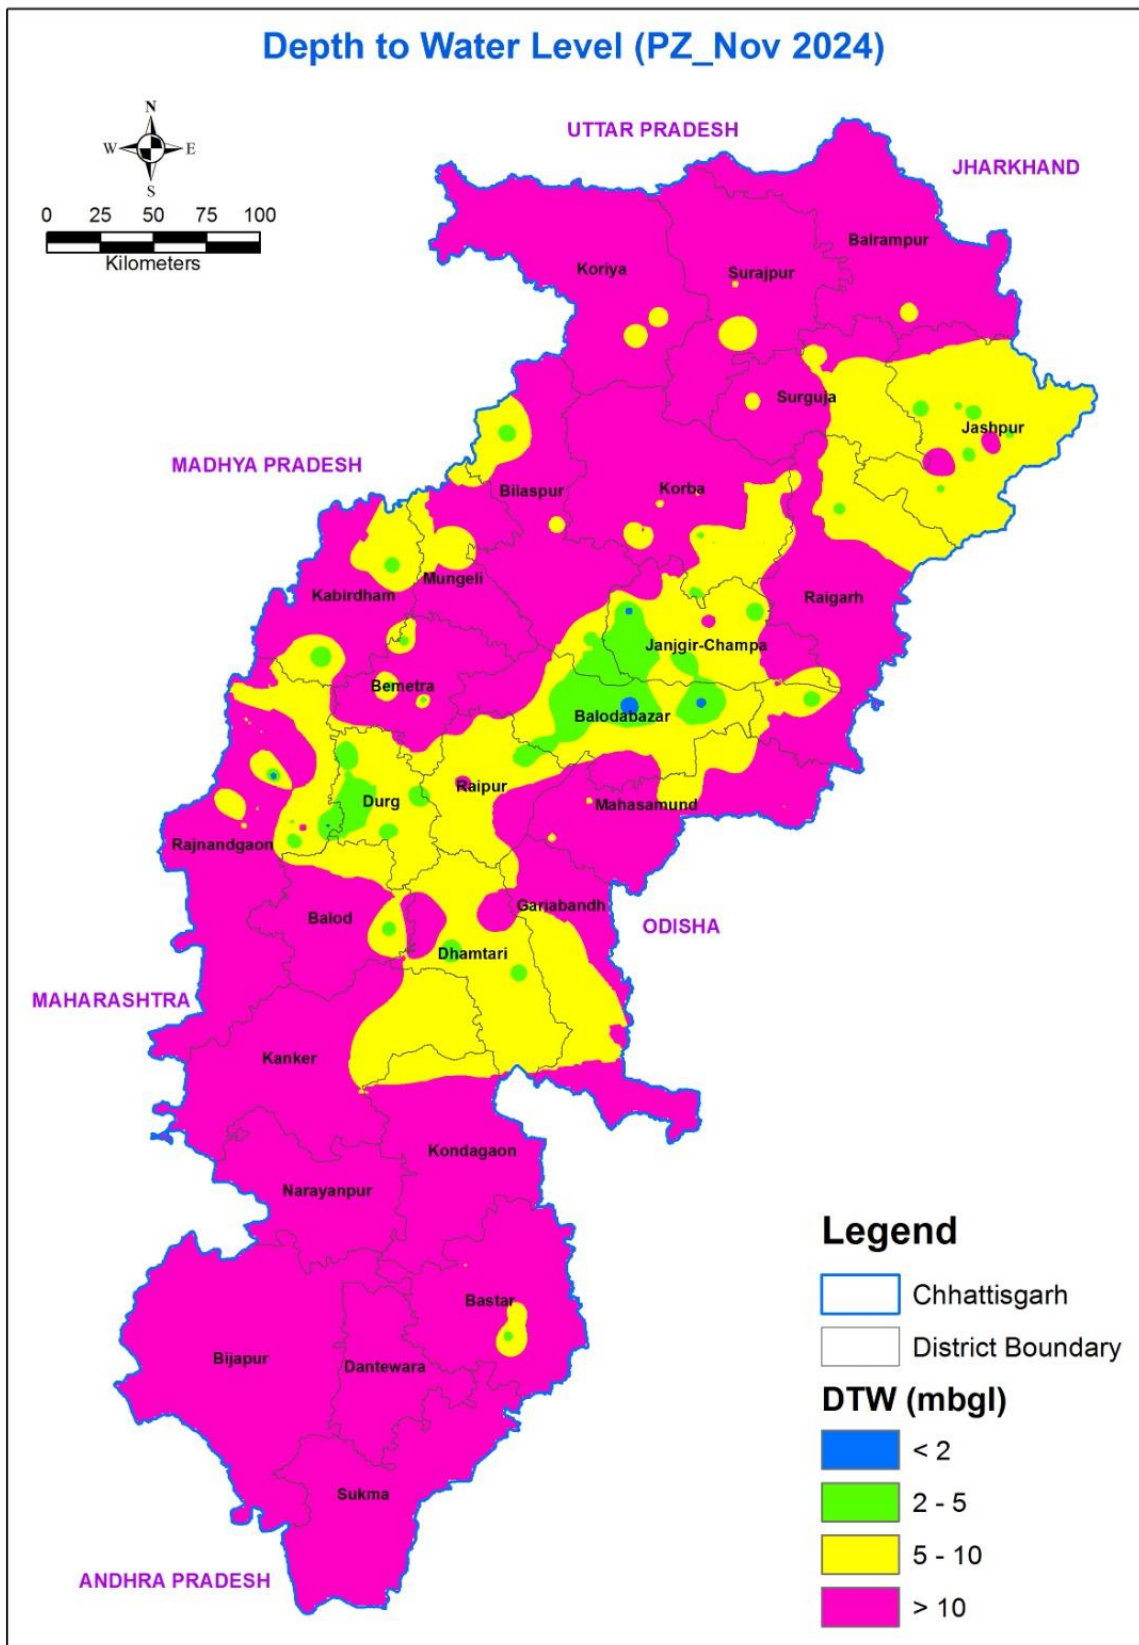 Depth to Water Level (PZ_Nov 2024)
N
W E
S
0 25 50 75 100
Kilometers
UTTAR PRADESH
JHARKHAND
Balrampur
Koriya
Surajpur
Surguja
Jashpur
MADHYA PRADESH
Bilaspur
Korba
Mungeli
Kabirdham
Raigarh
Janjgir-Champa
Bemetra
Balodabazar
Raipur
Durg
Mahasamund
Rajnandgaon
Gariabandh
Balod
ODISHA
Dhamtari
MAHARASHTRA
Kanker
Kondagaon
Narayanpur
Bastar
Bijapur
Dantewara
Sukma
ANDHRA PRADESH
Legend
Chhattisgarh
District Boundary
DTW (mbgl)
< 2
2 - 5
5 - 10
> 10